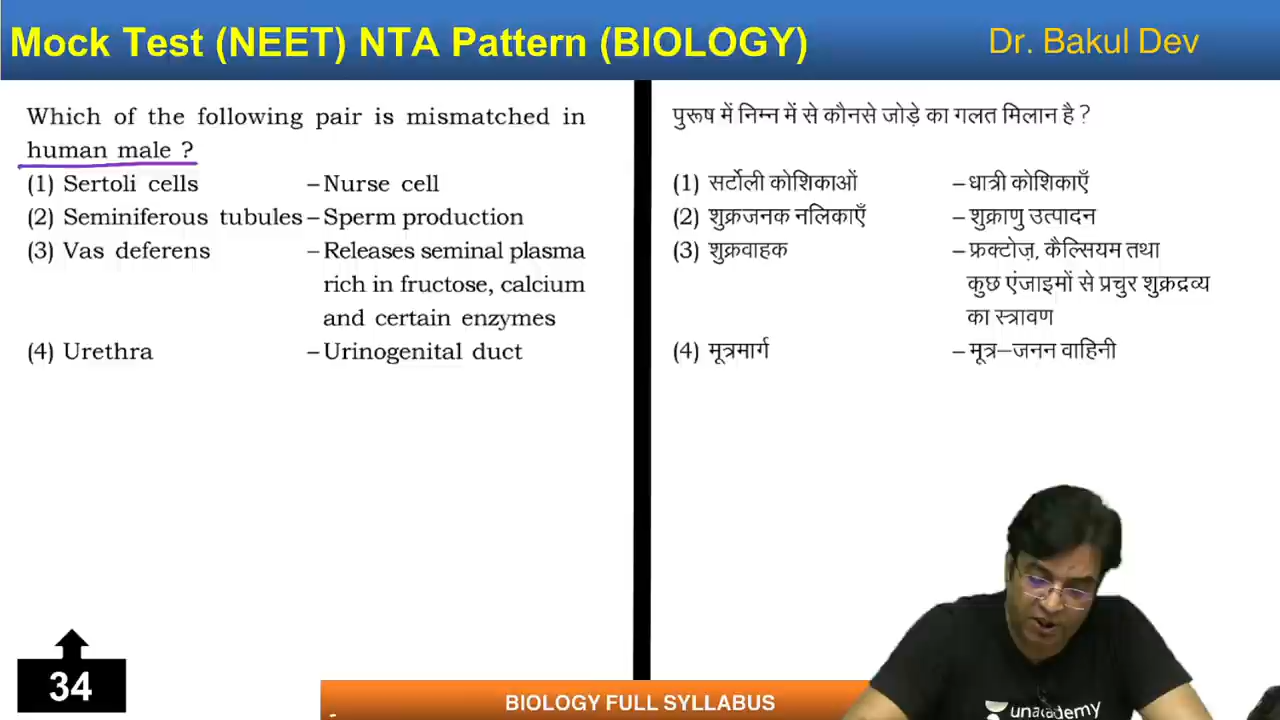 Mock Test (NEET) NTA Pattern (BIOLOGY)
Dr. Bakul Dev
Which of the following pair is mismatched in
human male ?
(1) Sertoli cells – Nurse cell
(2) Seminiferous tubules – Sperm production
(3) Vas deferens – Releases seminal plasma
rich in fructose, calcium
and certain enzymes
(4) Urethra – Urinogenital duct
पुरूष में निम्न में से कौनसे जोड़े का गलत मिलान है ?
(1) सर्टोली कोशिकाओं – धात्री कोशिकाएँ
(2) शुक्रजनक नलिकाएँ – शुक्राणु उत्पादन
(3) शुक्रवाहक – फ्रक्टोज़, कैल्सियम तथा
कुछ एंजाइमों से प्रचुर शुक्रद्रव्य
का स्त्रावण
(4) मूत्रमार्ग – मूत्र–जनन वाहिनी
34
BIOLOGY FULL SYLLABUS
unacademy